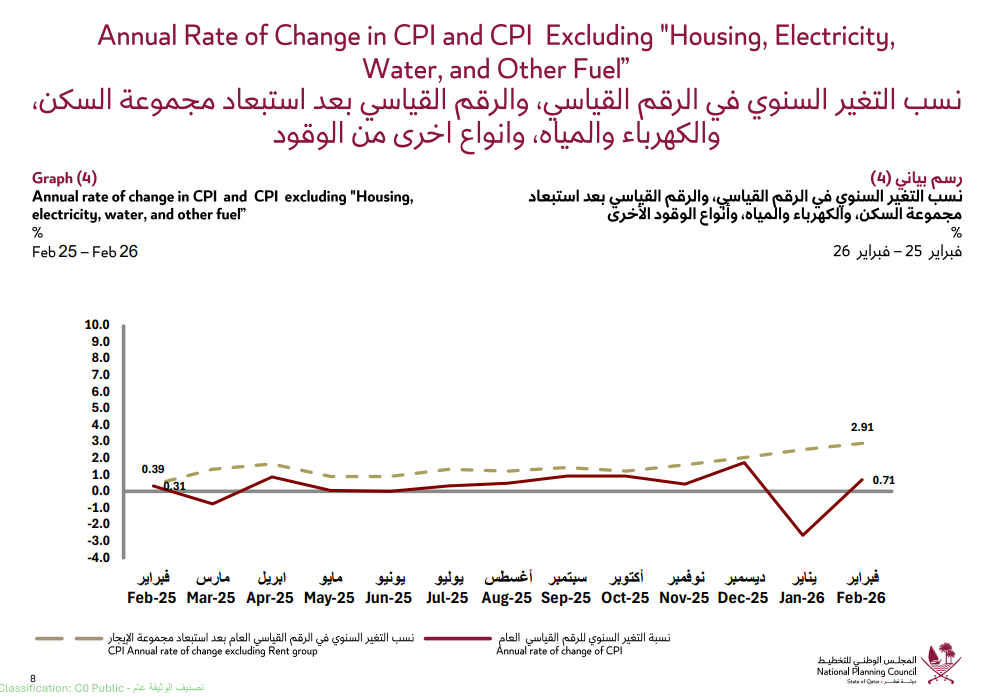 Annual Rate of Change in CPI and CPI Excluding "Housing, Electricity,
Water, and Other Fuel”
نسب التغير السنوي في الرقم القياسي، والرقم القياسي بعد استبعاد مجموعة السكن،
والكهرباء والمياه، وانواع اخرى من الوقود
Graph (4)
Annual rate of change in CPI and CPI excluding "Housing,
electricity, water, and other fuel”
%
Feb 25 – Feb 26
رسم بياني (4)
نسب التغير السنوي في الرقم القياسي، والرقم القياسي بعد استبعاد
مجموعة السكن، والكهرباء والمياه، وأنواع الوقود الأخرى
%
فبراير 25 – فبراير 26
10.0
9.0
8.0
7.0
6.0
5.0
4.0
3.0
2.0
1.0
0.0
-1.0
-2.0
-3.0
-4.0
0.39
0.31
2.91
0.71
فبراير مارس ابريل مايو يونيو يوليو أغسطس سبتمبر أكتوبر نوفمبر ديسمبر يناير فبراير
Feb-25 Mar-25 Apr-25 May-25 Jun-25 Jul-25 Aug-25 Sep-25 Oct-25 Nov-25 Dec-25 Jan-26 Feb-26
نسب التغير السنوي في الرقم القياسي العام بعد استبعاد مجموعة الإيجار
CPI Annual rate of change excluding Rent group
نسبة التغير السنوي للرقم القياسي العام
Annual rate of change of CPI
المجلس الوطني للتخطيط
National Planning Council
State of Qatar • دولة قطر
8
Classification: C0 Public - تصنيف الوثيقة عام